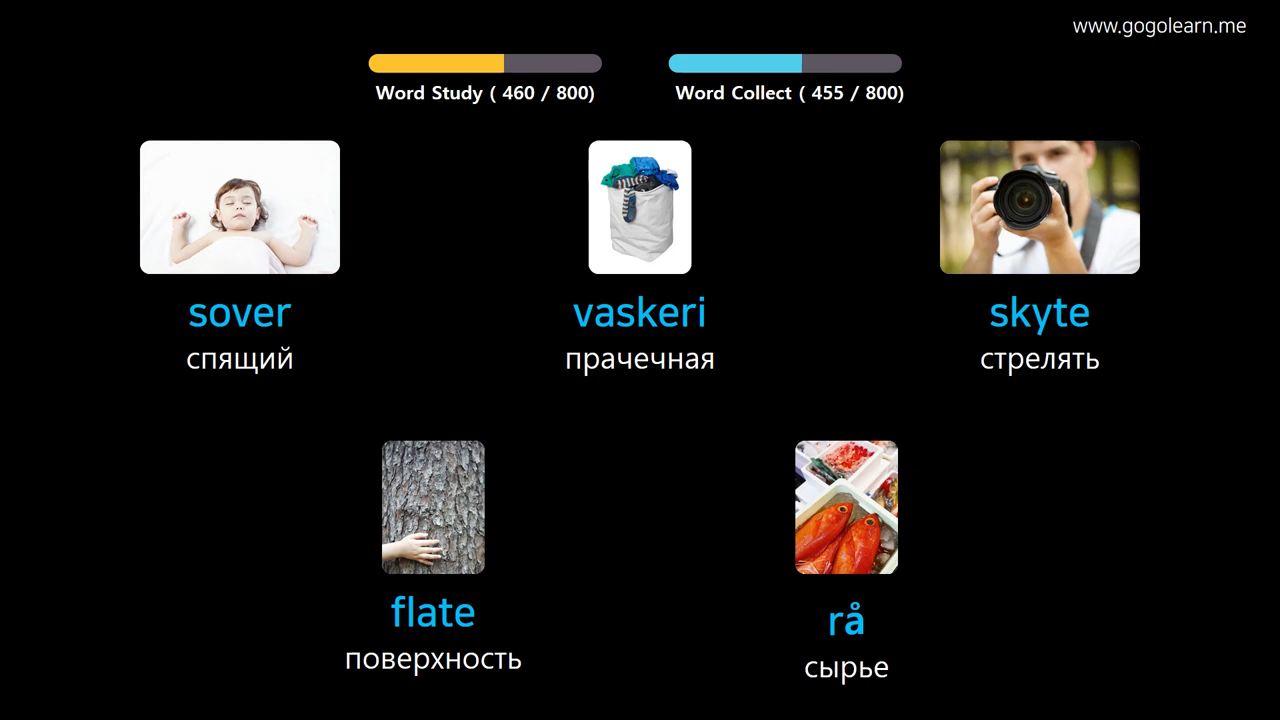 www.gogolearn.me
Word Study ( 460 / 800)
Word Collect ( 455 / 800)
sover
спящий
vaskeri
прачечная
skyte
стрелять
flate
поверхность
rå
сырье